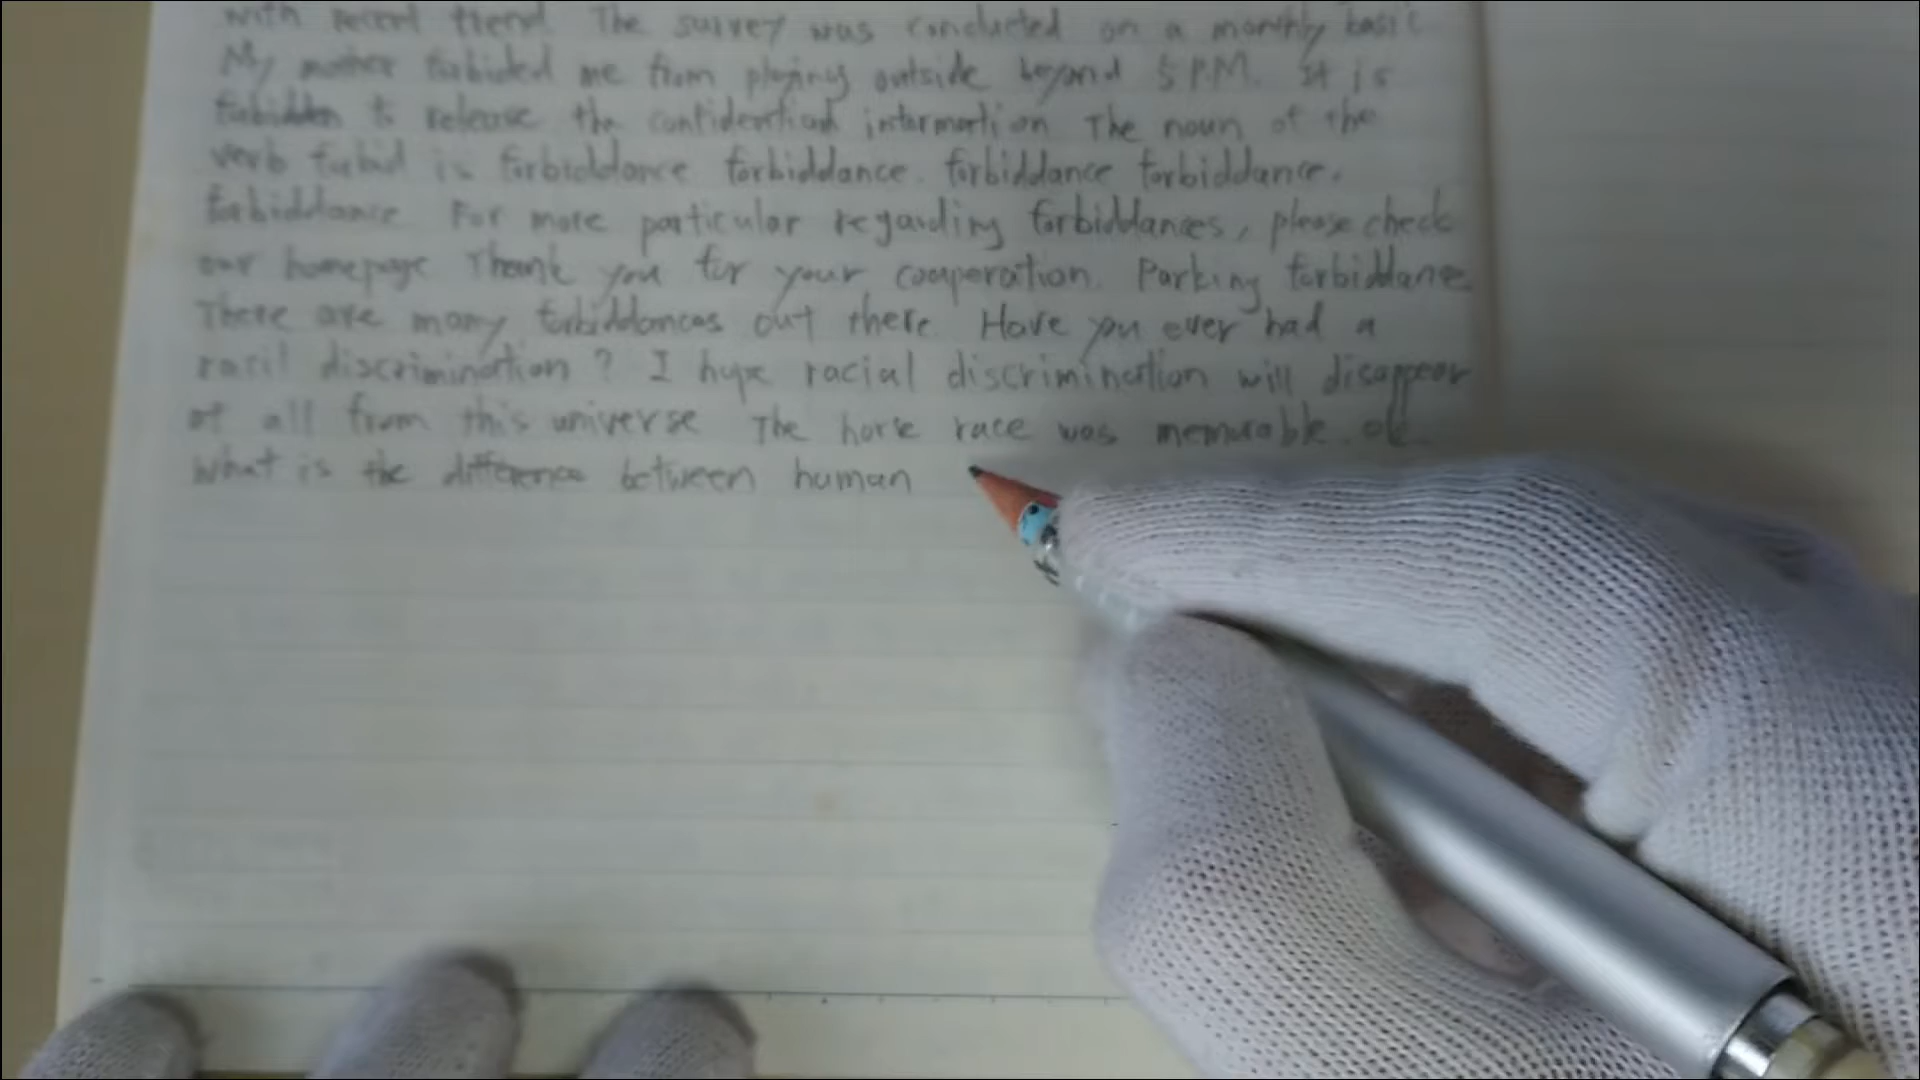 with recent trend. The survey was conducted on a monthly basis
My mother forbided me from playing outside beyond 5 P.M. It is
forbidden to release the confidential information The noun of the
verb forbid is forbiddance forbiddance. forbiddance forbiddance.
forbiddance For more particular regarding forbiddances, please check
our homepage Thank you for your cooperation. Parking forbiddance
There are many forbiddances out there Have you ever had a
racil discrimination? I hope racial discrimination will disappear
at all from this universe The horse race was memorable. ok
What is the difference between human